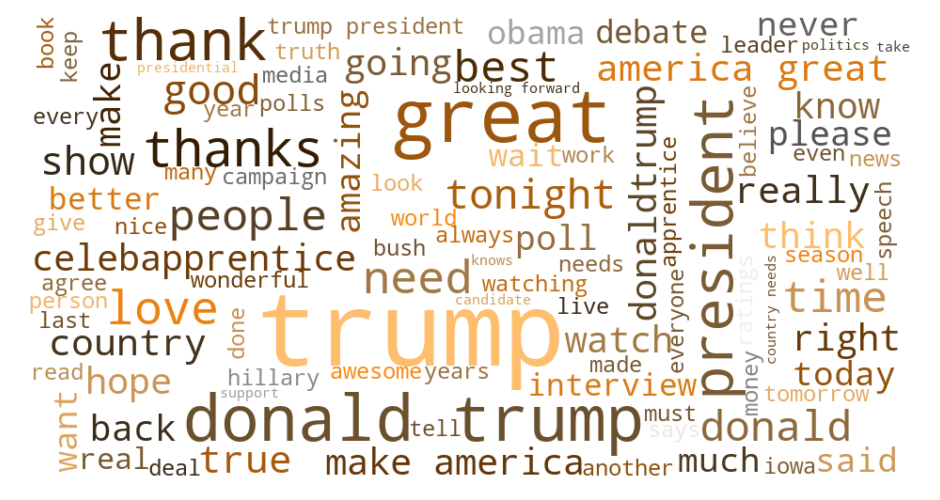 book
keep
thank
trump president
truth
presidential
obama
debate
never
leader
politics
take
make
good
year
media
polls
going
best
looking forward
america
great
every
show
thanks
many
campaign
amazing
great
wait
work
know
please
even
news
believe
better
give
nice
people
look
world
tonight
always
poll
bush
knows
needs
donaldtrump
apprentice
president
really
think
season
speech
celebapprentice
wonderful
agree
person
last
love
need
watching
candidate
live
trump
everyone
ratings
country needs
well
time
country
done
watch
made
right
read
hope
hillary
support
awesome
years
interview
money
today
tomorrow
want
back
donald trump
tell
must
says
donald
real
deal
true
make america
another
much
iowa
said